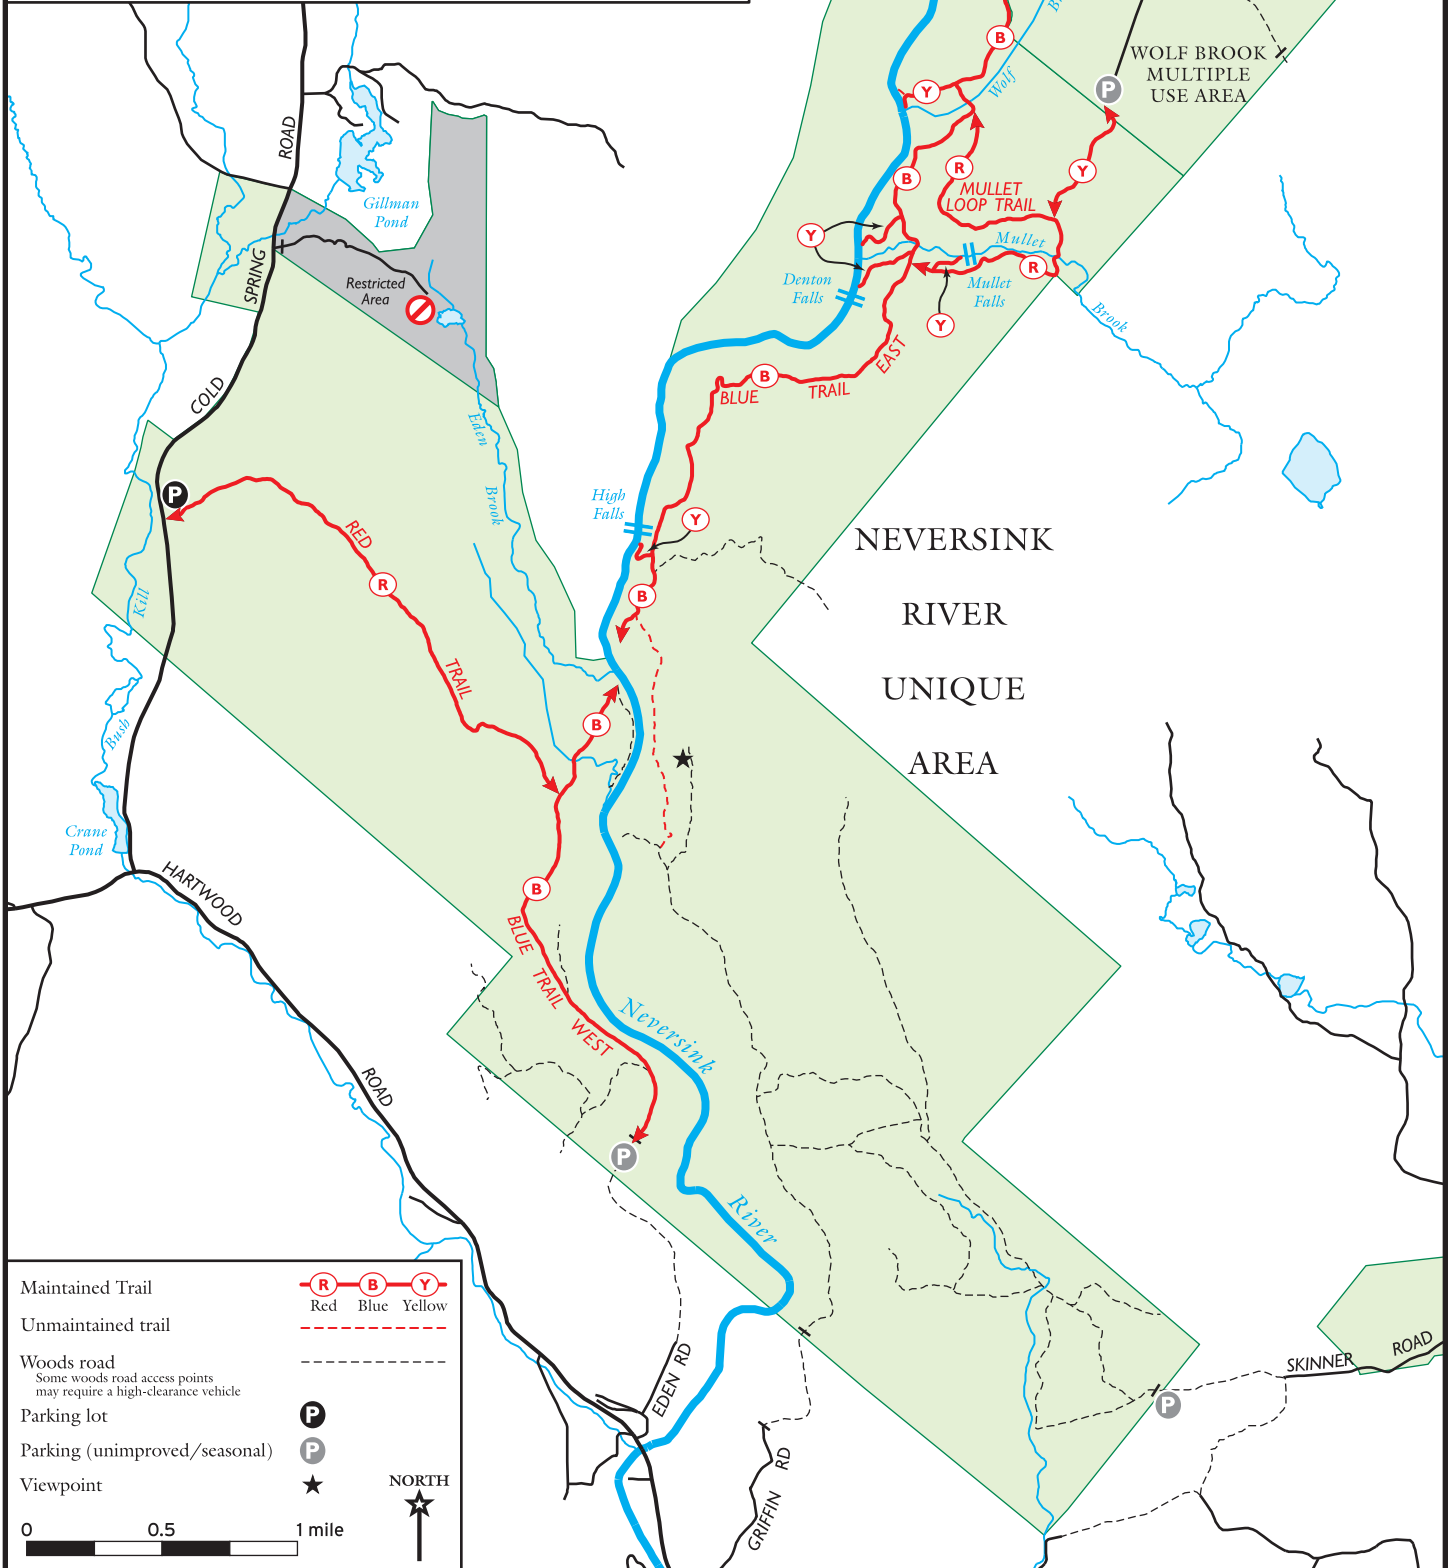 B
B
WOLF BROOK
MULTIPLE
USE AREA
P
Y
Wolf
ROAD
R
Y
B
MULLET
LOOP TRAIL
Gillman
Pond
Y
Mullet
R
SPRING
Restricted
Area
Denton
Falls
Mullet
Falls
Brook
Y
EAST
COLD
B
BLUE
TRAIL
Eden
P
Brook
High
Falls
Y
RED
NEVERSINK
RIVER
UNIQUE
AREA
R
B
Kill
TRAIL
B
Bush
Crane
Pond
HARTWOOD
B
BLUE
TRAIL
WEST
Neversink
ROAD
P
River
Maintained Trail
R
B
Y
Red
Blue
Yellow
Unmaintained trail
Woods road
Some woods road access points
may require a high-clearance vehicle
Parking lot
P
Parking (unimproved/seasonal)
P
Viewpoint
NORTH
0
0.5
1 mile
EDEN RD
GRIFFIN RD
SKINNER ROAD
P